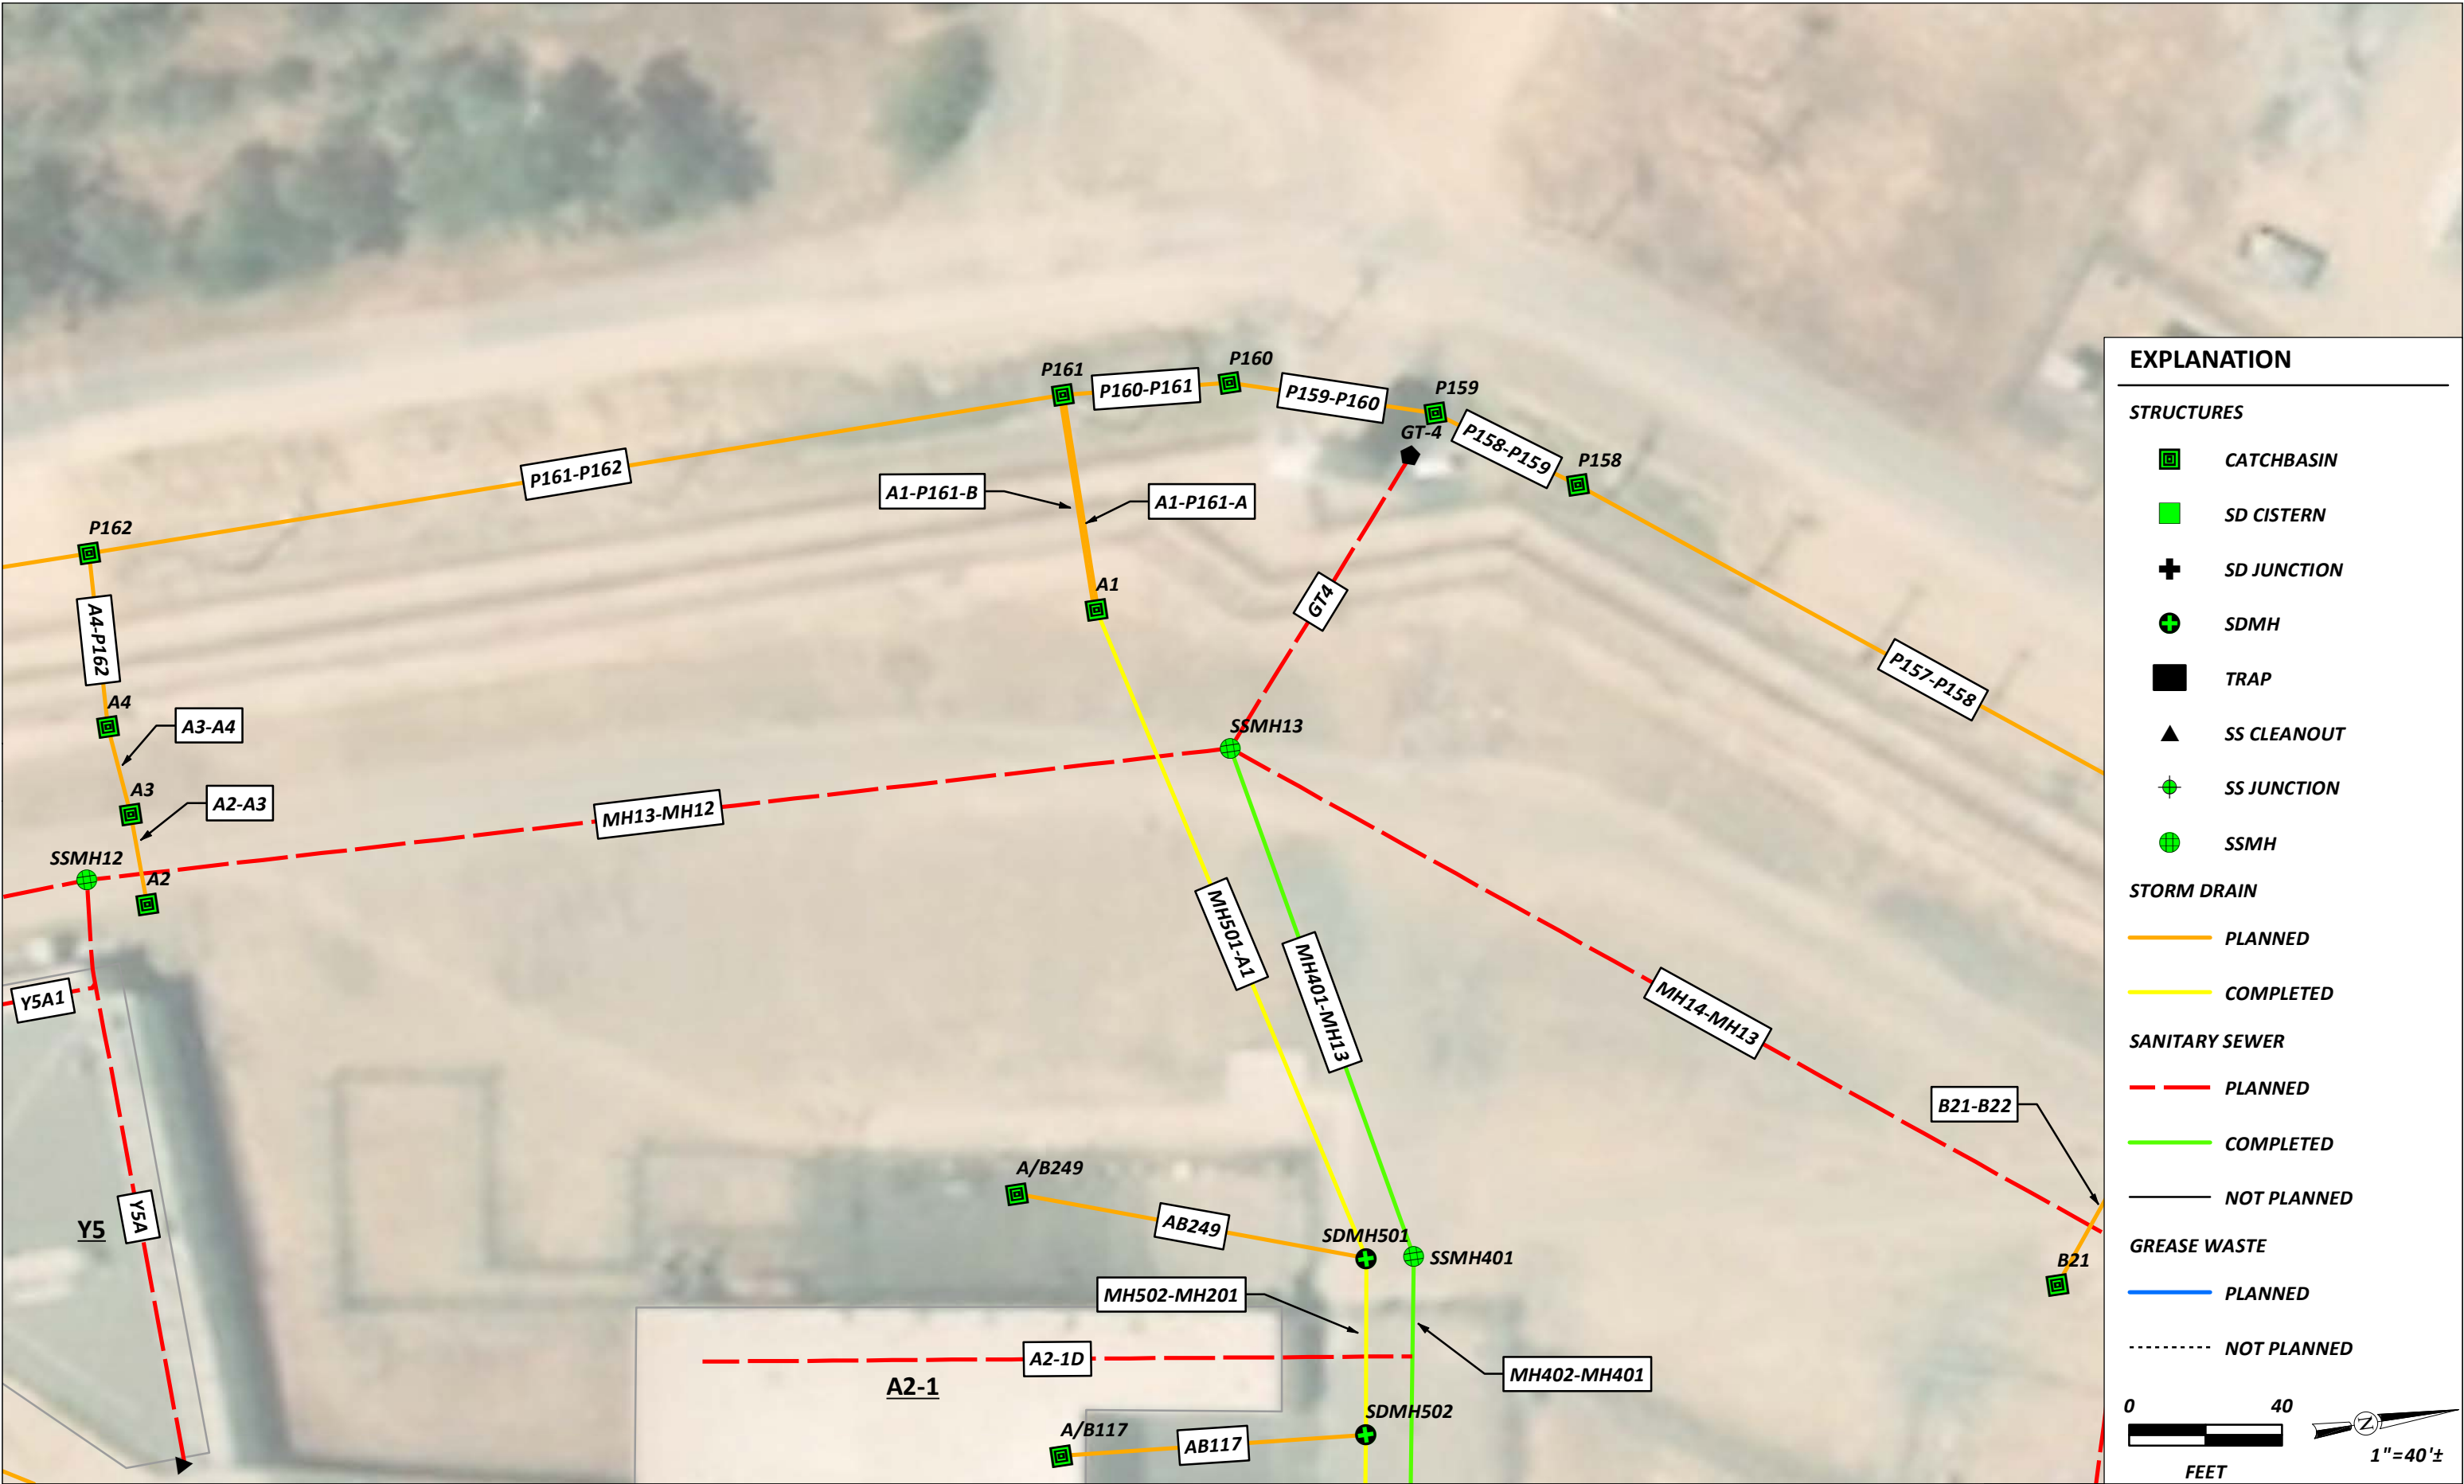 P160
P161
P160-P161
P159-P160
P159
GT-4
P158-P159
P158
P161-P162
A1-P161-B
A1-P161-A
P162
A1
GT4
A4-P162
P157-P158
A4
A3-A4
SSMH13
A3
A2-A3
MH13-MH12
SSMH12
A2
MH501-A1
MH401-MH13
Y5A1
MH14-MH13
B21-B22
A/B249
Y5A
Y5
AB249
SDMH501
SSMH401
B21
MH502-MH201
A2-1D
MH402-MH401
A2-1
SDMH502
A/B117
AB117
EXPLANATION
STRUCTURES
CATCHBASIN
SD CISTERN
SD JUNCTION
SDMH
TRAP
SS CLEANOUT
SS JUNCTION
SSMH
STORM DRAIN
PLANNED
COMPLETED
SANITARY SEWER
PLANNED
COMPLETED
NOT PLANNED
GREASE WASTE
PLANNED
NOT PLANNED
0 40
N
1"=40'±
FEET